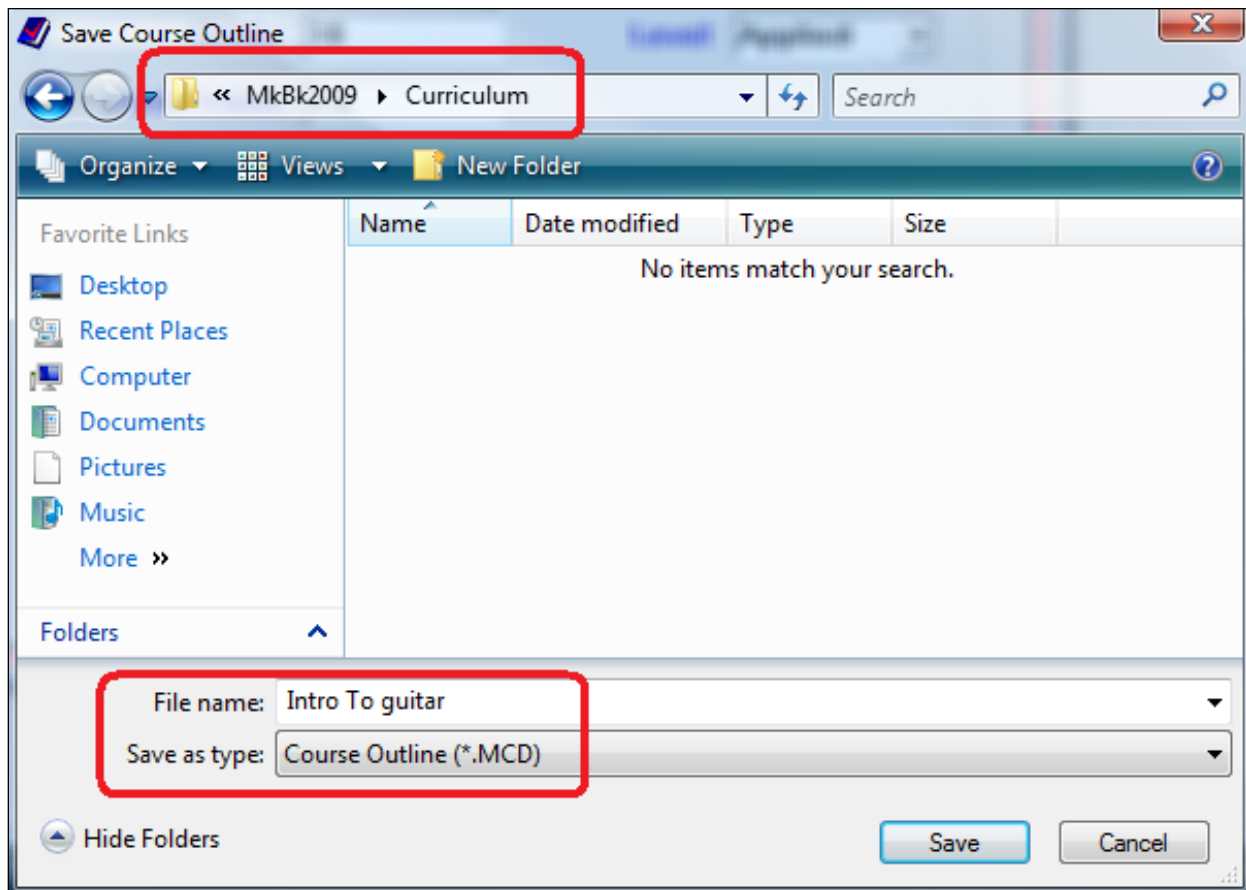 Save Course Outline
Level: Applied
« MkBk2009 ▸ Curriculum
Search
Organize
Views
New Folder
Favorite Links
Name
Date modified
Type
Size
No items match your search.
Desktop
Recent Places
Computer
Documents
Pictures
Music
More »
Folders
File name: Intro To guitar
Save as type: Course Outline (*.MCD)
Hide Folders
Save
Cancel